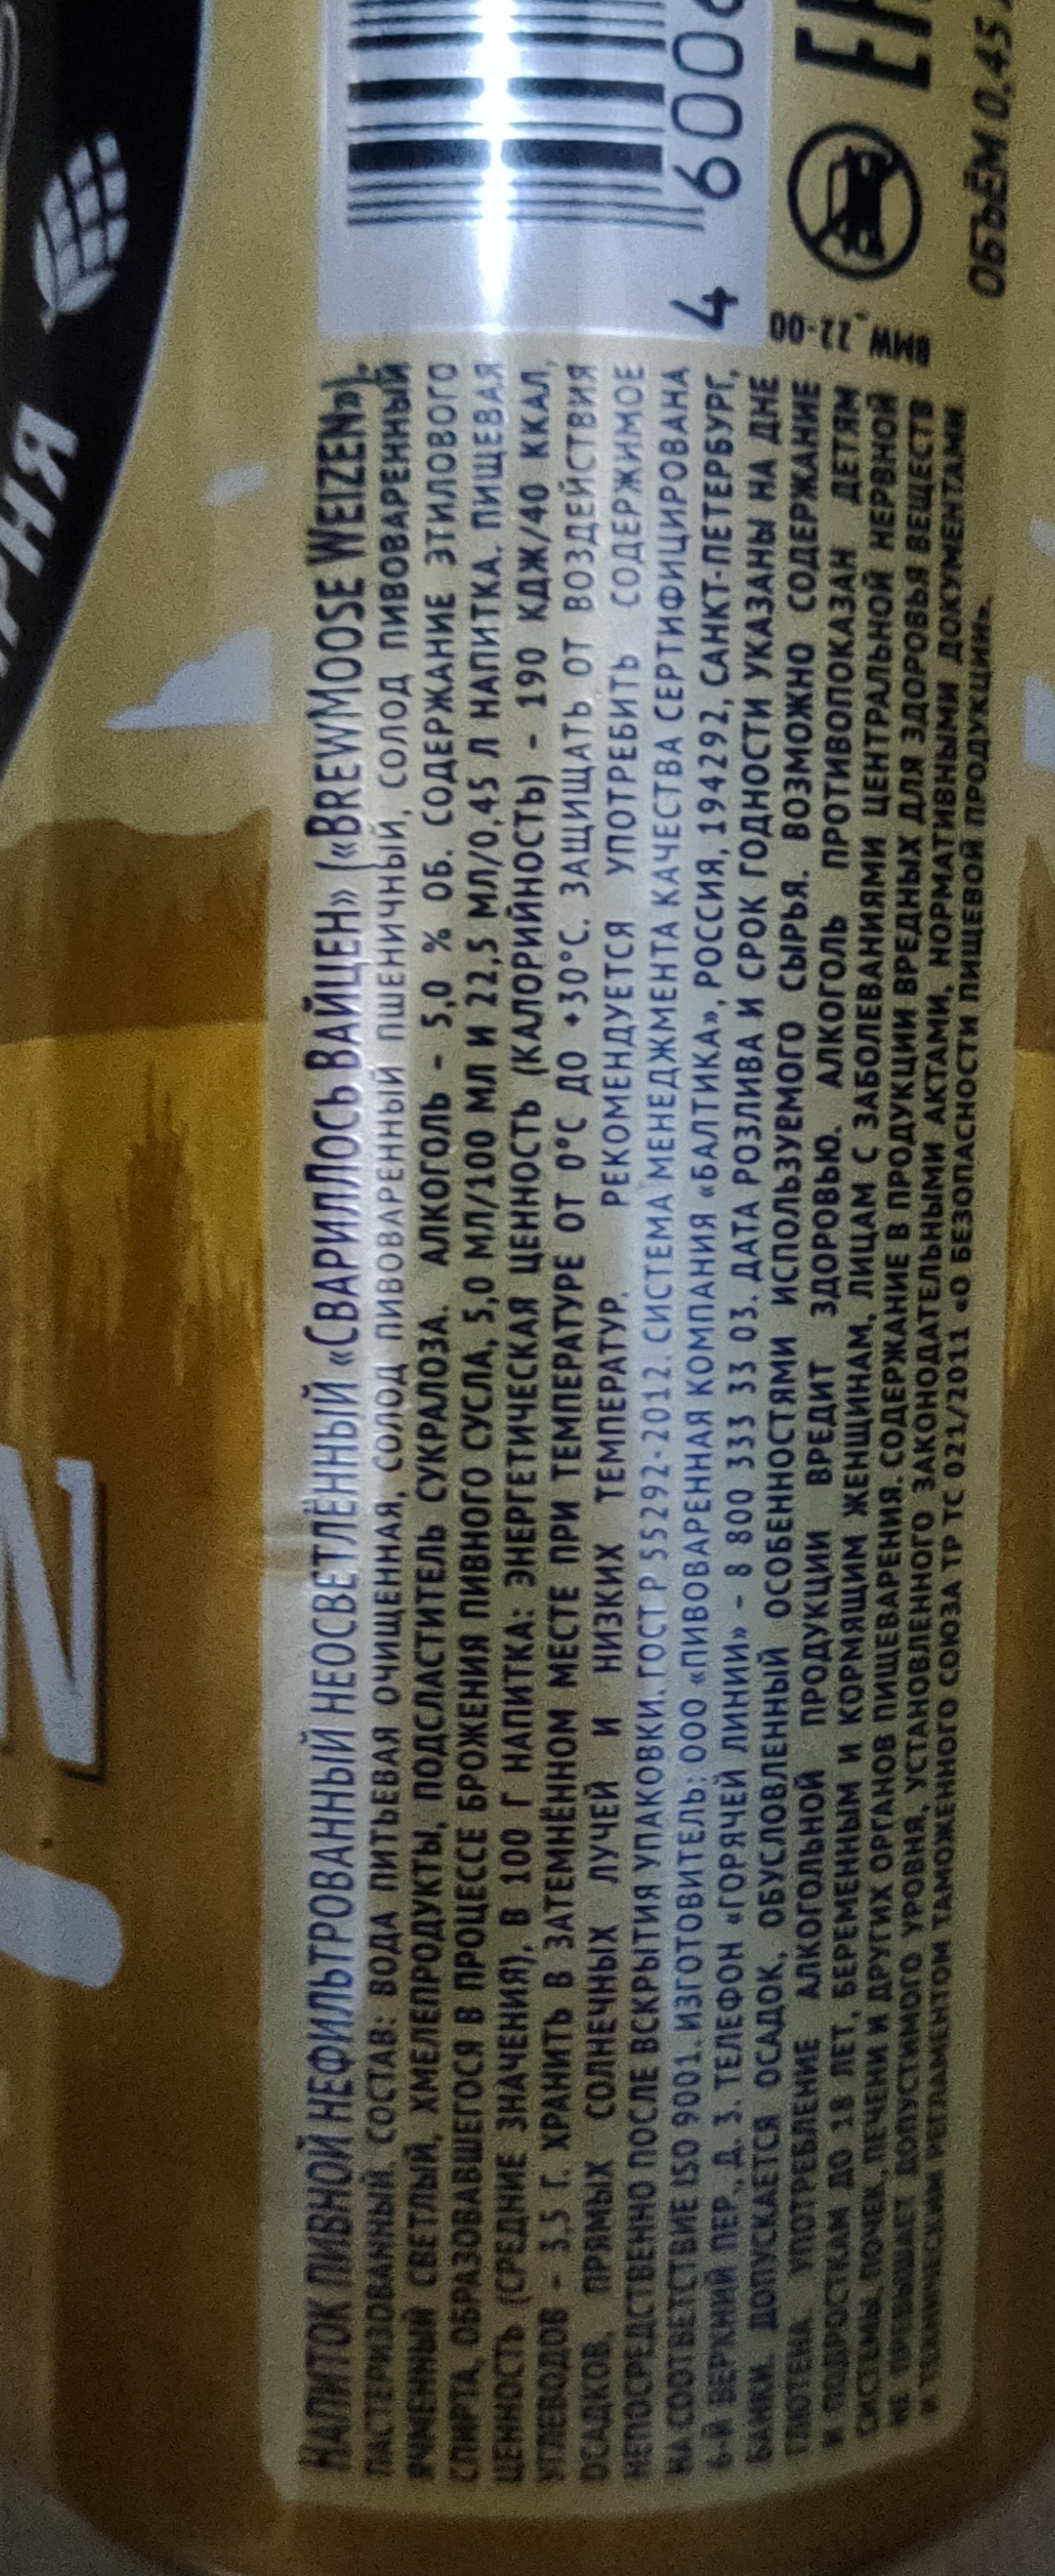 НАПИТОК ПИВНОЙ НЕФИЛЬТРОВАННЫЙ НЕОСВЕТЛЁННЫЙ «СВАРИЛЛОСЬ ВАЙЦЕН» («BREWMOOSE WEIZEN»),
ПАСТЕРИЗОВАННЫЙ. СОСТАВ: ВОДА ПИТЬЕВАЯ ОЧИЩЕННАЯ, СОЛОД ПИВОВАРЕННЫЙ ПШЕНИЧНЫЙ, СОЛОД ПИВОВАРЕННЫЙ
ЯЧМЕННЫЙ СВЕТЛЫЙ, ХМЕЛЕПРОДУКТЫ, ПОДСЛАСТИТЕЛЬ СУКРАЛОЗА. АЛКОГОЛЬ – 5,0 % ОБ. СОДЕРЖАНИЕ ЭТИЛОВОГО
СПИРТА, ОБРАЗОВАВШЕГОСЯ В ПРОЦЕССЕ БРОЖЕНИЯ ПИВНОГО СУСЛА, 5,0 МЛ/100 МЛ И 22,5 МЛ/0,45 Л НАПИТКА. ПИЩЕВАЯ
ЦЕННОСТЬ (СРЕДНИЕ ЗНАЧЕНИЯ), В 100 Г НАПИТКА: ЭНЕРГЕТИЧЕСКАЯ ЦЕННОСТЬ (КАЛОРИЙНОСТЬ) – 190 КДЖ/40 ККАЛ,
УГЛЕВОДОВ – 3,5 Г. ХРАНИТЬ В ЗАТЕМНЁННОМ МЕСТЕ ПРИ ТЕМПЕРАТУРЕ ОТ 0°С ДО +30°С. ЗАЩИЩАТЬ ОТ ВОЗДЕЙСТВИЯ
ОСАДКОВ, ПРЯМЫХ СОЛНЕЧНЫХ ЛУЧЕЙ И НИЗКИХ ТЕМПЕРАТУР. РЕКОМЕНДУЕТСЯ УПОТРЕБИТЬ СОДЕРЖИМОЕ
НЕПОСРЕДСТВЕННО ПОСЛЕ ВСКРЫТИЯ УПАКОВКИ. ГОСТ Р 55292-2012. СИСТЕМА МЕНЕДЖМЕНТА КАЧЕСТВА СЕРТИФИЦИРОВАНА
НА СООТВЕТСТВИЕ ISO 9001. ИЗГОТОВИТЕЛЬ: ООО «ПИВОВАРЕННАЯ КОМПАНИЯ «БАЛТИКА», РОССИЯ, 194292, САНКТ-ПЕТЕРБУРГ,
6-Й ВЕРХНИЙ ПЕР., Д. 3. ТЕЛЕФОН «ГОРЯЧЕЙ ЛИНИИ» – 8 800 333 33 03. ДАТА РОЗЛИВА И СРОК ГОДНОСТИ УКАЗАНЫ НА ДНЕ
БАНКИ. ДОПУСКАЕТСЯ ОСАДОК, ОБУСЛОВЛЕННЫЙ ОСОБЕННОСТЯМИ ИСПОЛЬЗУЕМОГО СЫРЬЯ. ВОЗМОЖНО СОДЕРЖАНИЕ
ГЛЮТЕНА. УПОТРЕБЛЕНИЕ АЛКОГОЛЬНОЙ ПРОДУКЦИИ ВРЕДИТ ЗДОРОВЬЮ. АЛКОГОЛЬ ПРОТИВОПОКАЗАН ДЕТЯМ
И ПОДРОСТКАМ ДО 18 ЛЕТ, БЕРЕМЕННЫМ И КОРМЯЩИМ ЖЕНЩИНАМ, ЛИЦАМ С ЗАБОЛЕВАНИЯМИ ЦЕНТРАЛЬНОЙ НЕРВНОЙ
СИСТЕМЫ, ПОЧЕК, ПЕЧЕНИ И ДРУГИХ ОРГАНОВ ПИЩЕВАРЕНИЯ. СОДЕРЖАНИЕ В ПРОДУКЦИИ ВРЕДНЫХ ДЛЯ ЗДОРОВЬЯ ВЕЩЕСТВ
НЕ ПРЕВЫШАЕТ ДОПУСТИМОГО УРОВНЯ, УСТАНОВЛЕННОГО ЗАКОНОДАТЕЛЬНЫМИ АКТАМИ, НОРМАТИВНЫМИ ДОКУМЕНТАМИ
И ТЕХНИЧЕСКИМ РЕГЛАМЕНТОМ ТАМОЖЕННОГО СОЮЗА ТР ТС 021/2011 «О БЕЗОПАСНОСТИ ПИЩЕВОЙ ПРОДУКЦИИ».
4 6006
BMW_22-00
ОБЪЁМ 0,45